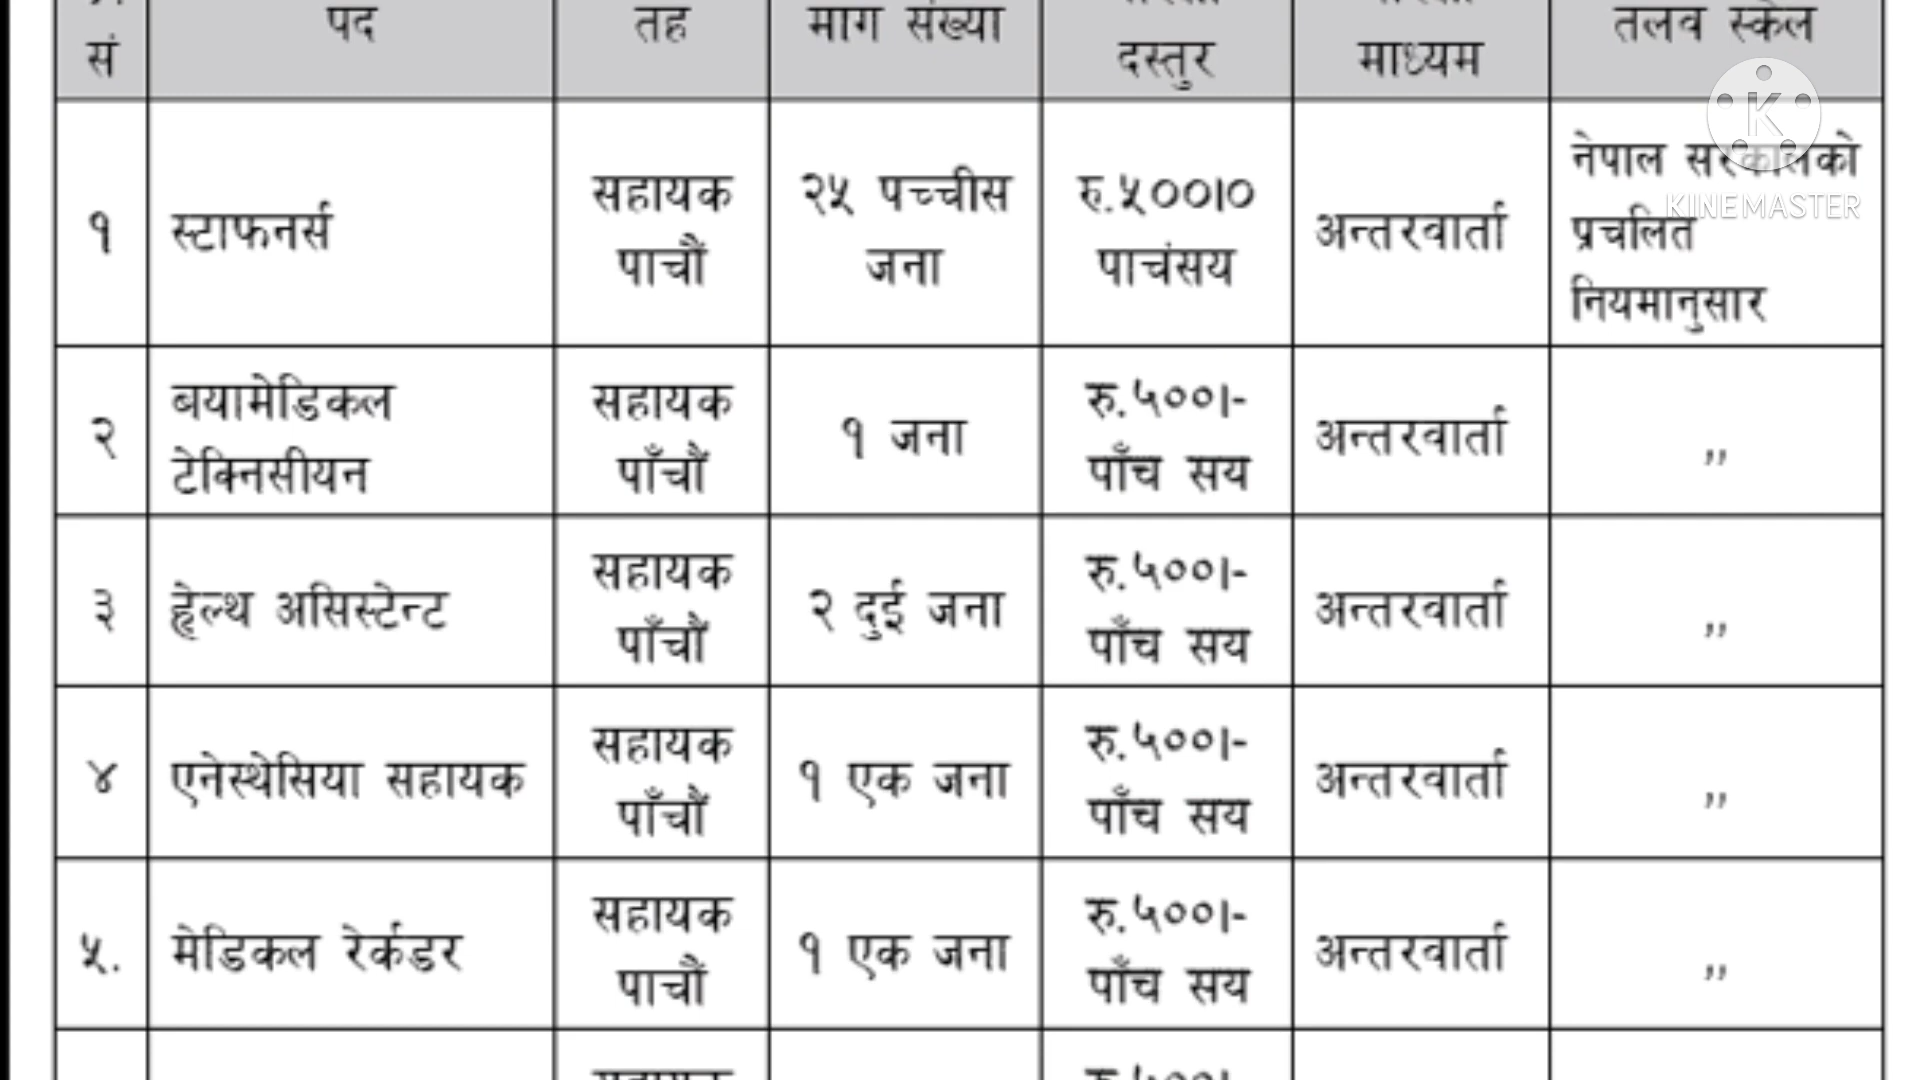 सं
पद
तह
माग संख्या
दस्तुर
माध्यम
तलव स्केल
१
स्टाफनर्स
सहायक
पाचौं
२५ पच्चीस
जना
रु.५००।०
पाचंसय
अन्तरवार्ता
नेपाल सरकालको
प्रचलित
नियमानुसार
K
KINEMASTER
२
बयामेडिकल
टेक्निसीयन
सहायक
पाँचौं
१ जना
रु.५००।-
पाँच सय
अन्तरवार्ता
,,
३
हेल्थ असिस्टेन्ट
सहायक
पाँचौं
२ दुई जना
रु.५००।-
पाँच सय
अन्तरवार्ता
,,
४
एनेस्थेसिया सहायक
सहायक
पाँचौं
१ एक जना
रु.५००।-
पाँच सय
अन्तरवार्ता
,,
५.
मेडिकल रेर्कडर
सहायक
पाचौं
१ एक जना
रु.५००।-
पाँच सय
अन्तरवार्ता
,,